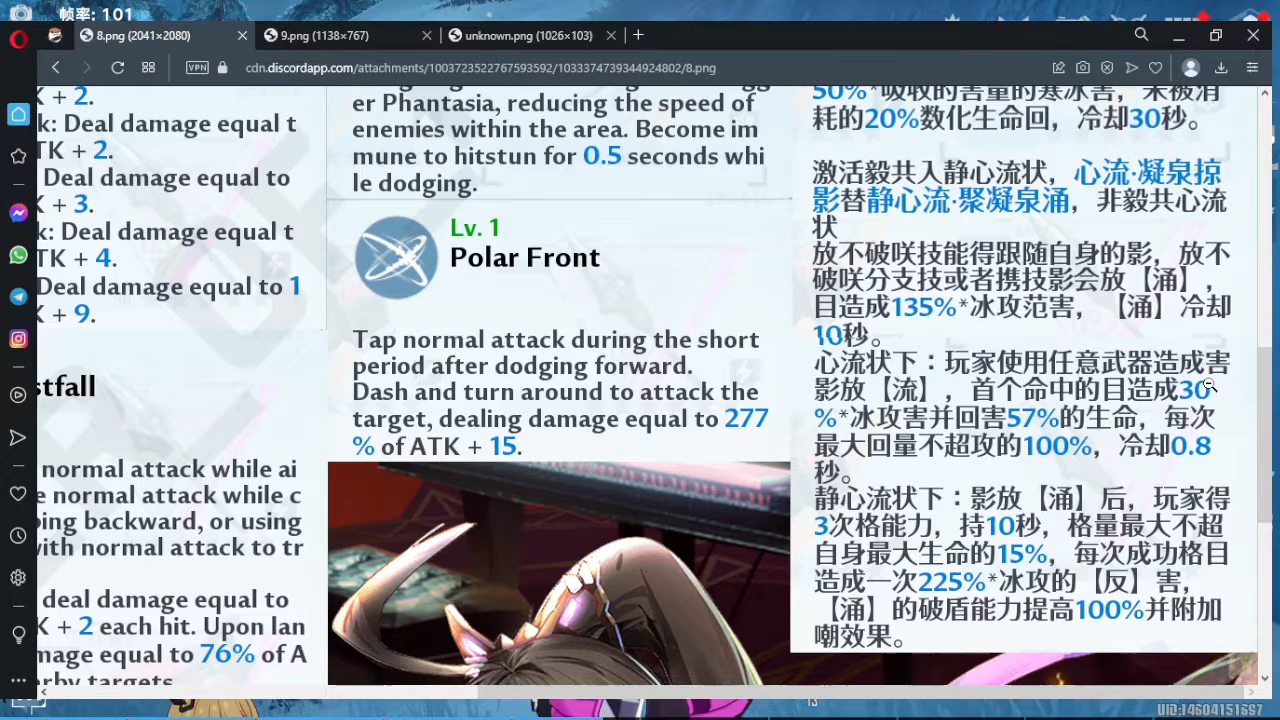 帧率: 101
8.png (2041×2080)
9.png (1138×767)
unknown.png (1026×103)
VPN
cdn.discordapp.com/attachments/1003723522767593592/1033374739344924802/8.png
K + 2.
k: Deal damage equal t
TK + 2.
Deal damage equal to
K + 3.
k: Deal damage equal t
TK + 4.
Deal damage equal to 1
K + 9.
stfall
normal attack while ai
e normal attack while c
ping backward, or using
with normal attack to tr
deal damage equal to
K + 2 each hit. Upon lan
mage equal to 76% of A
arby targets
er Phantasia, reducing the speed of
enemies within the area. Become im
mune to hitstun for 0.5 seconds whi
le dodging.
Lv. 1
Polar Front
Tap normal attack during the short
period after dodging forward.
Dash and turn around to attack the
target, dealing damage equal to 277
% of ATK + 15.
50%*吸收的害量的寒冰害，未被消
耗的20%数化生命回，冷却30秒。
激活毅共入静心流状，心流·凝泉掠
影替静心流·聚凝泉涌，非毅共心流
状
放不破咲技能得跟随自身的影，放不
破咲分支技或者携技影会放【涌】，
目造成135%*冰攻范害，【涌】冷却
10秒。
心流状下：玩家使用任意武器造成害
影放【流】，首个命中的目造成30
%*冰攻害并回害57%的生命，每次
最大回量不超攻的100%，冷却0.8
秒。
静心流状下：影放【涌】后，玩家得
3次格能力，持10秒，格量最大不超
自身最大生命的15%，每次成功格目
造成一次225%*冰攻的【反】害，
【涌】的破盾能力提高100%并附加
嘲效果。
13
UID:14604151697